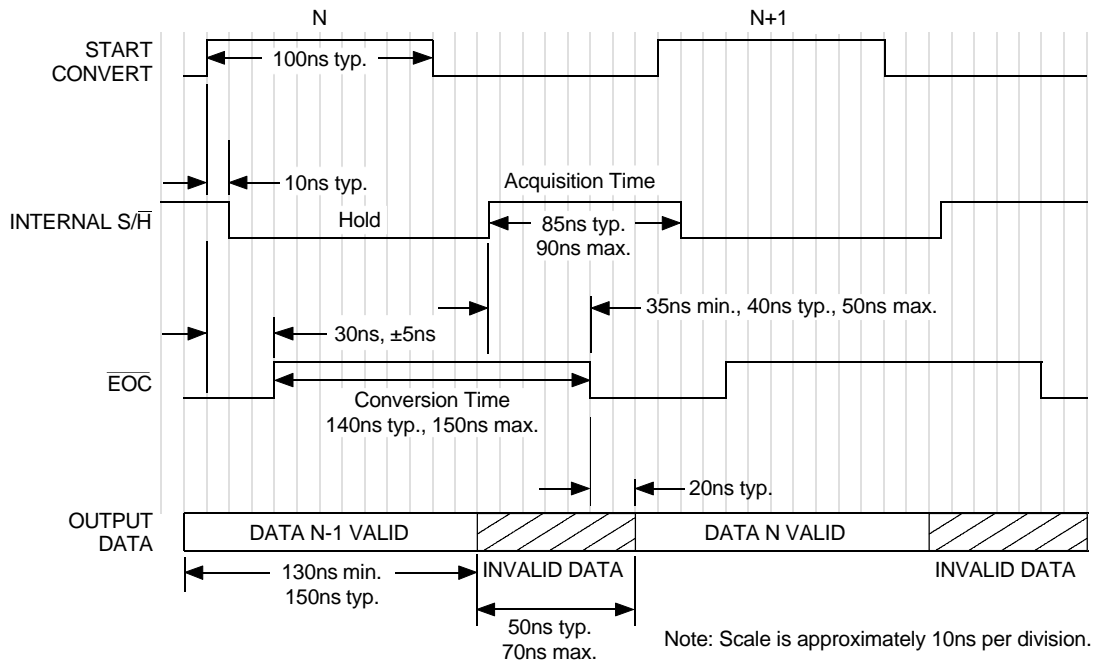 N
N+1
START
CONVERT
100ns typ.
10ns typ.
Acquisition Time
INTERNAL S/H̅
Hold
85ns typ.
90ns max.
35ns min., 40ns typ., 50ns max.
30ns, ±5ns
E̅O̅C̅
Conversion Time
140ns typ., 150ns max.
20ns typ.
OUTPUT
DATA
DATA N-1 VALID
DATA N VALID
130ns min.
150ns typ.
INVALID DATA
INVALID DATA
50ns typ.
70ns max.
Note: Scale is approximately 10ns per division.